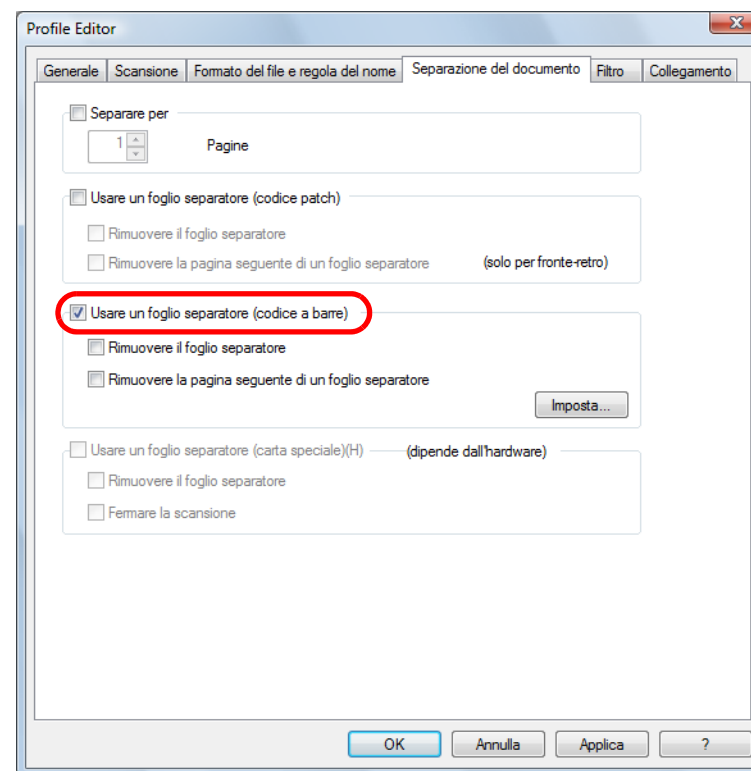 Profile Editor
Generale Scansione Formato del file e regola del nome Separazione del documento Filtro Collegamento
Separare per
1 Pagine
Usare un foglio separatore (codice patch)
Rimuovere il foglio separatore
Rimuovere la pagina seguente di un foglio separatore (solo per fronte-retro)
Usare un foglio separatore (codice a barre)
Rimuovere il foglio separatore
Rimuovere la pagina seguente di un foglio separatore
Imposta...
Usare un foglio separatore (carta speciale)(H) (dipende dall'hardware)
Rimuovere il foglio separatore
Fermare la scansione
OK Annulla Applica ?